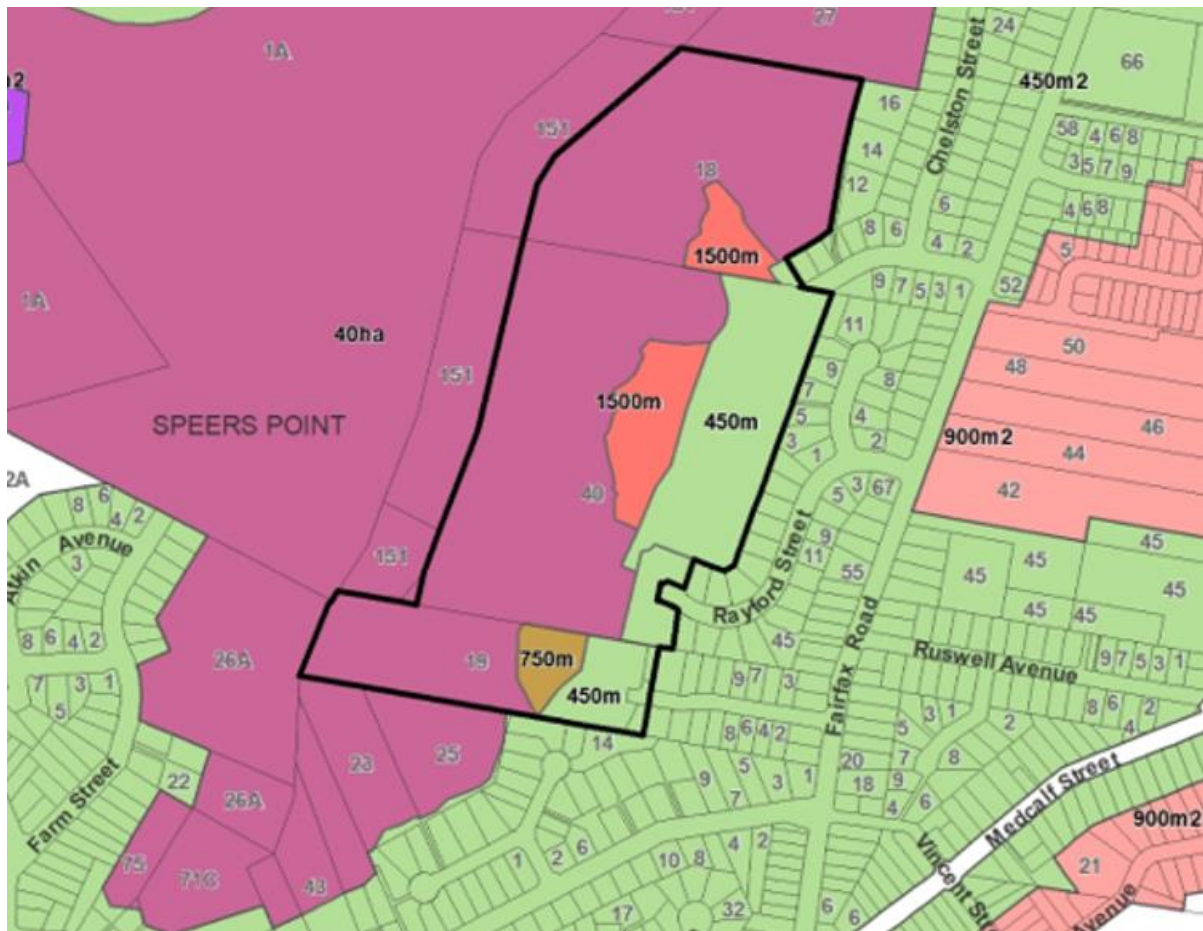 27
24
1A
66
450m2
m2
16
Chelston Street
151
58 4 6 8
14
3 5 7 9
18
12
6
4 6 8
8 6
4 2
5
1500m
9 7 5 3 1
52
1A
11
40ha
50
48
151
9
8
7
1500m
450m
4
46
SPEERS POINT
5
3
2
900m2
44
1
2A
42
5 3 67
8 6
4 2
40
9
Atkin Avenue
11
45
45
151
3
55
45
45
Rayford Street
45 45
8 6 4 2
45
Fairfax Road
26A
19
750m
Ruswell Avenue
9 7 5 3 1
7 3 1
450m
9 7 3
5
8 6 2
3 1
2
4
8 6 4 2
5
14
23
25
20
7
8
22
5
18
9
9
3 1
Medcalf Street
26A
7
4
6
Farm Street
900m2
4 2
75
1
2 6
10 8
Vincent Str
21
71C
43
17
32
6
6
Avenue